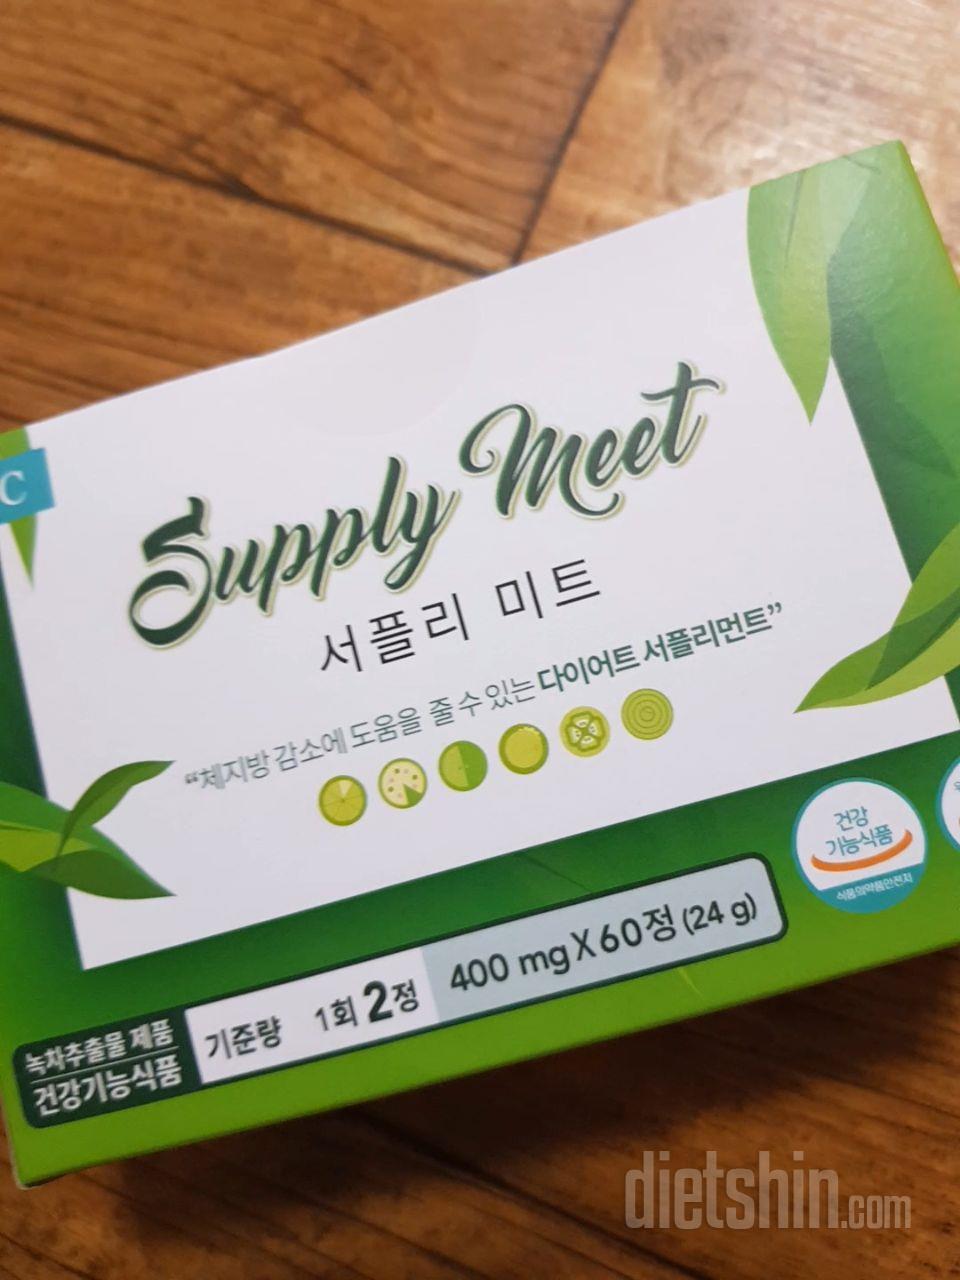 C
Supply Meet
서플리 미트
“체지방 감소에 도움을 줄 수 있는 다이어트 서플리먼트”
건강
기능식품
식품의약품안전처
녹차추출물 제품
건강기능식품
기준량 1회 2정
400 mg X 60정 (24 g)
dietshin.com